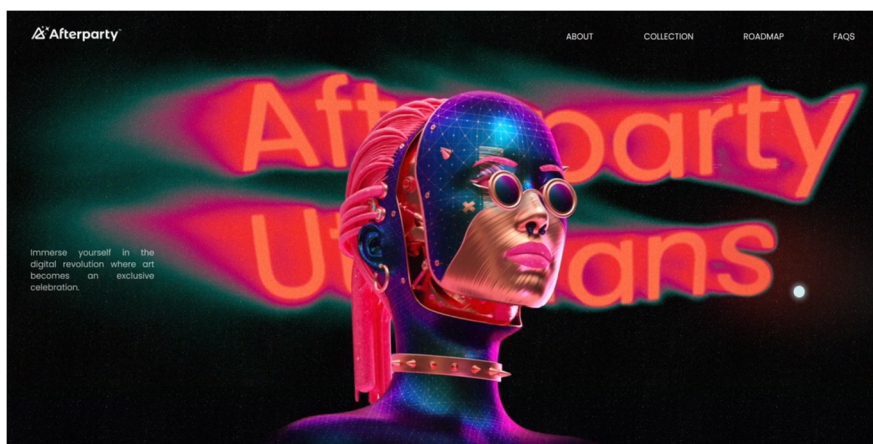 Afterparty
ABOUT
COLLECTION
ROADMAP
FAQS
Immerse yourself in the
digital revolution where art
becomes an exclusive
celebration.